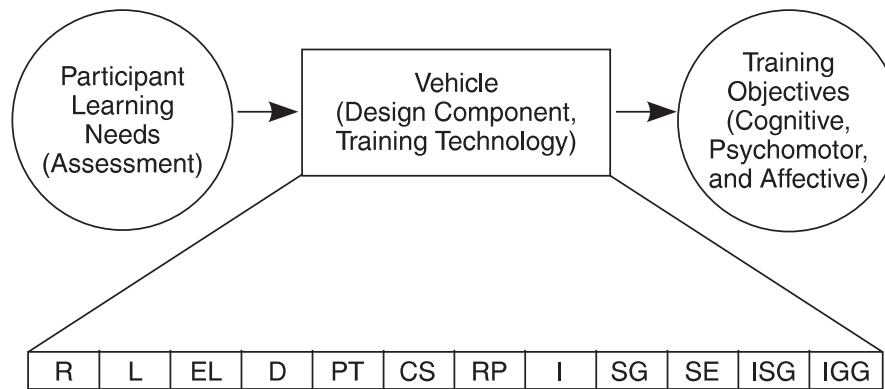 Participant
Learning
Needs
(Assessment)
Vehicle
(Design Component,
Training Technology)
Training
Objectives
(Cognitive,
Psychomotor,
and Affective)
R L EL D PT CS RP I SG SE ISG IGG